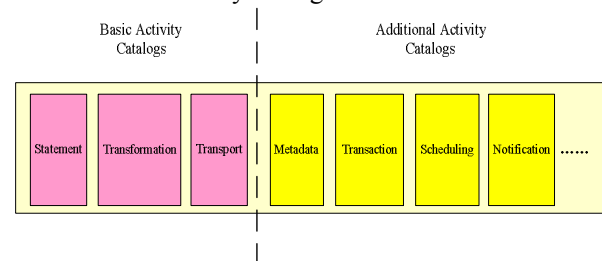 Basic Activity
Catalogs
Additional Activity
Catalogs
Statement
Transformation
Transport
Metadata
Transaction
Scheduling
Notification
......